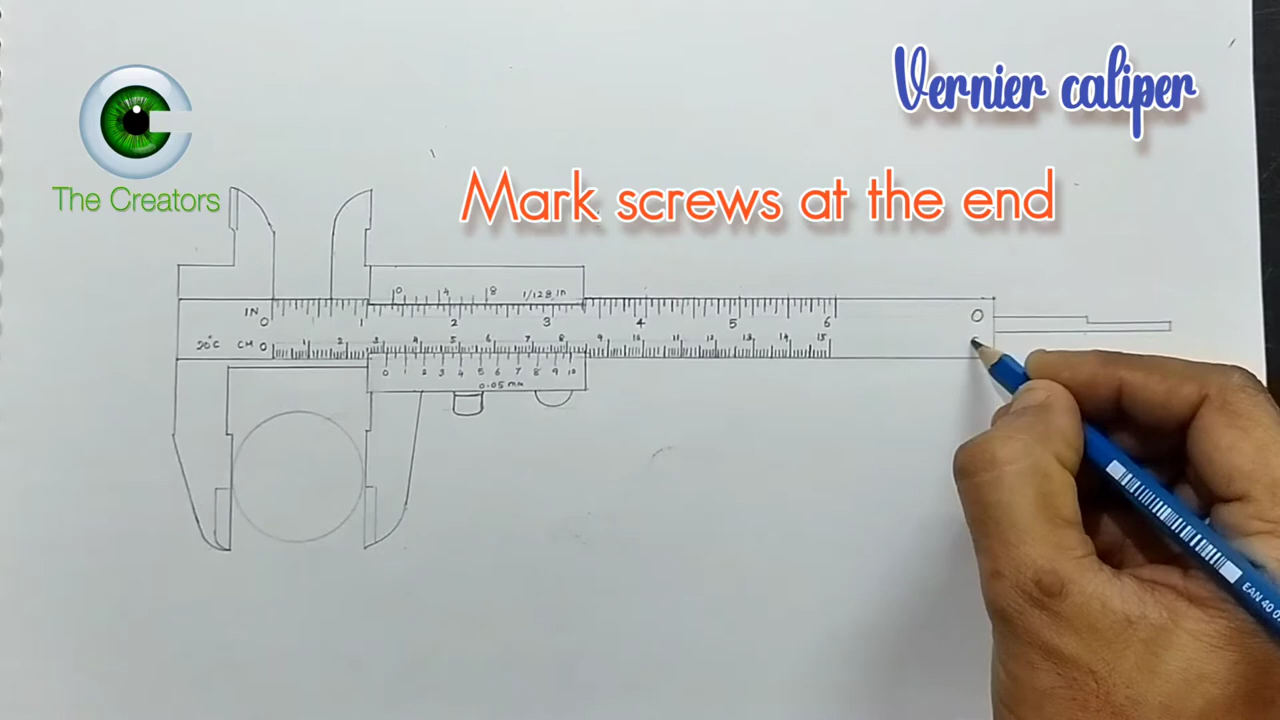 Vernier caliper
Mark screws at the end
The Creators
0 4 8 1/128 in
IN
0 1 2 3 4 5 6
20°C CM 0 1 2 3 4 5 6 7 8 9 10 11 12 13 14 15
0 1 2 3 4 5 6 7 8 9 10
0.05 mm
EAN 40 0